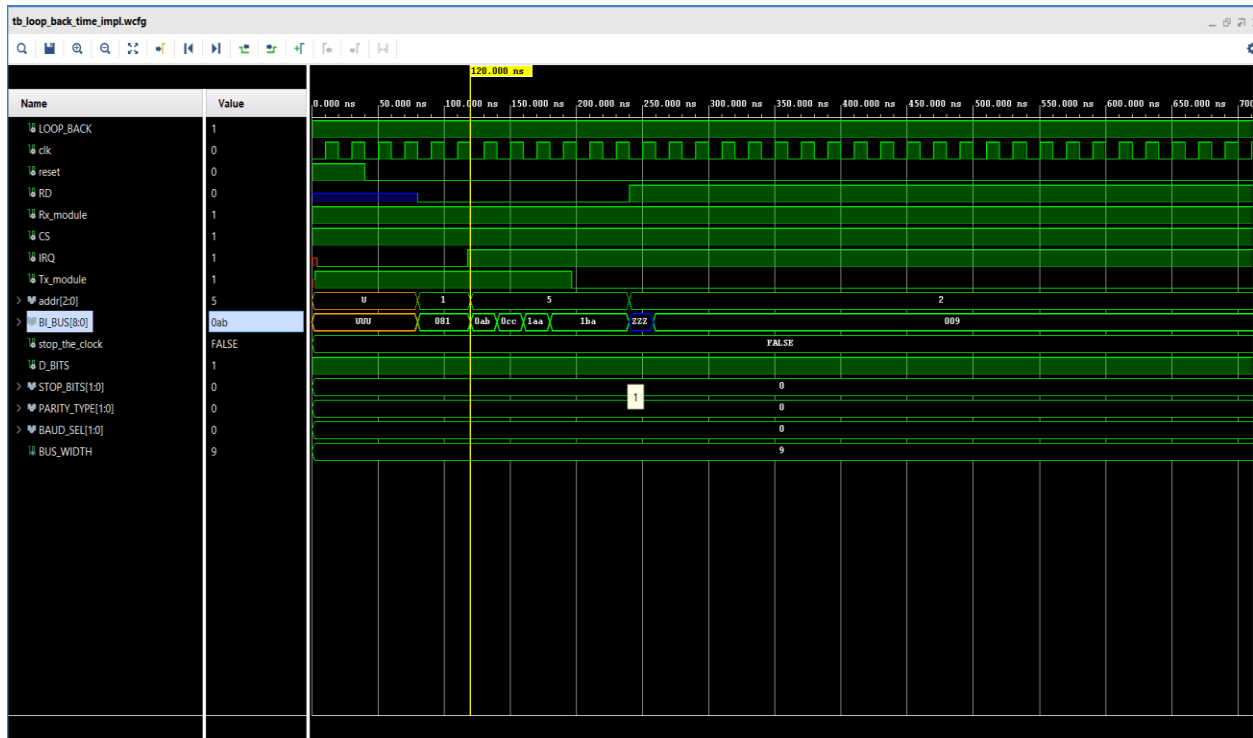 tb_loop_back_time_impl.wcfg
120.000 ns
Name Value 0.000 ns 50.000 ns 100.000 ns 150.000 ns 200.000 ns 250.000 ns 300.000 ns 350.000 ns 400.000 ns 450.000 ns 500.000 ns 550.000 ns 600.000 ns 650.000 ns 700
LOOP_BACK 1
clk 0
reset 0
RD 0
Rx_module 1
CS 1
IRQ 1
Tx_module 1
addr[2:0] 5 U 1 5 2
BI_BUS[8:0] 0ab UUU 081 0ab 0cc 1aa 1ba ZZZ 009
stop_the_clock FALSE FALSE
D_BITS 1
STOP_BITS[1:0] 0 0
1
PARITY_TYPE[1:0] 0 0
BAUD_SEL[1:0] 0 0
BUS_WIDTH 9 9